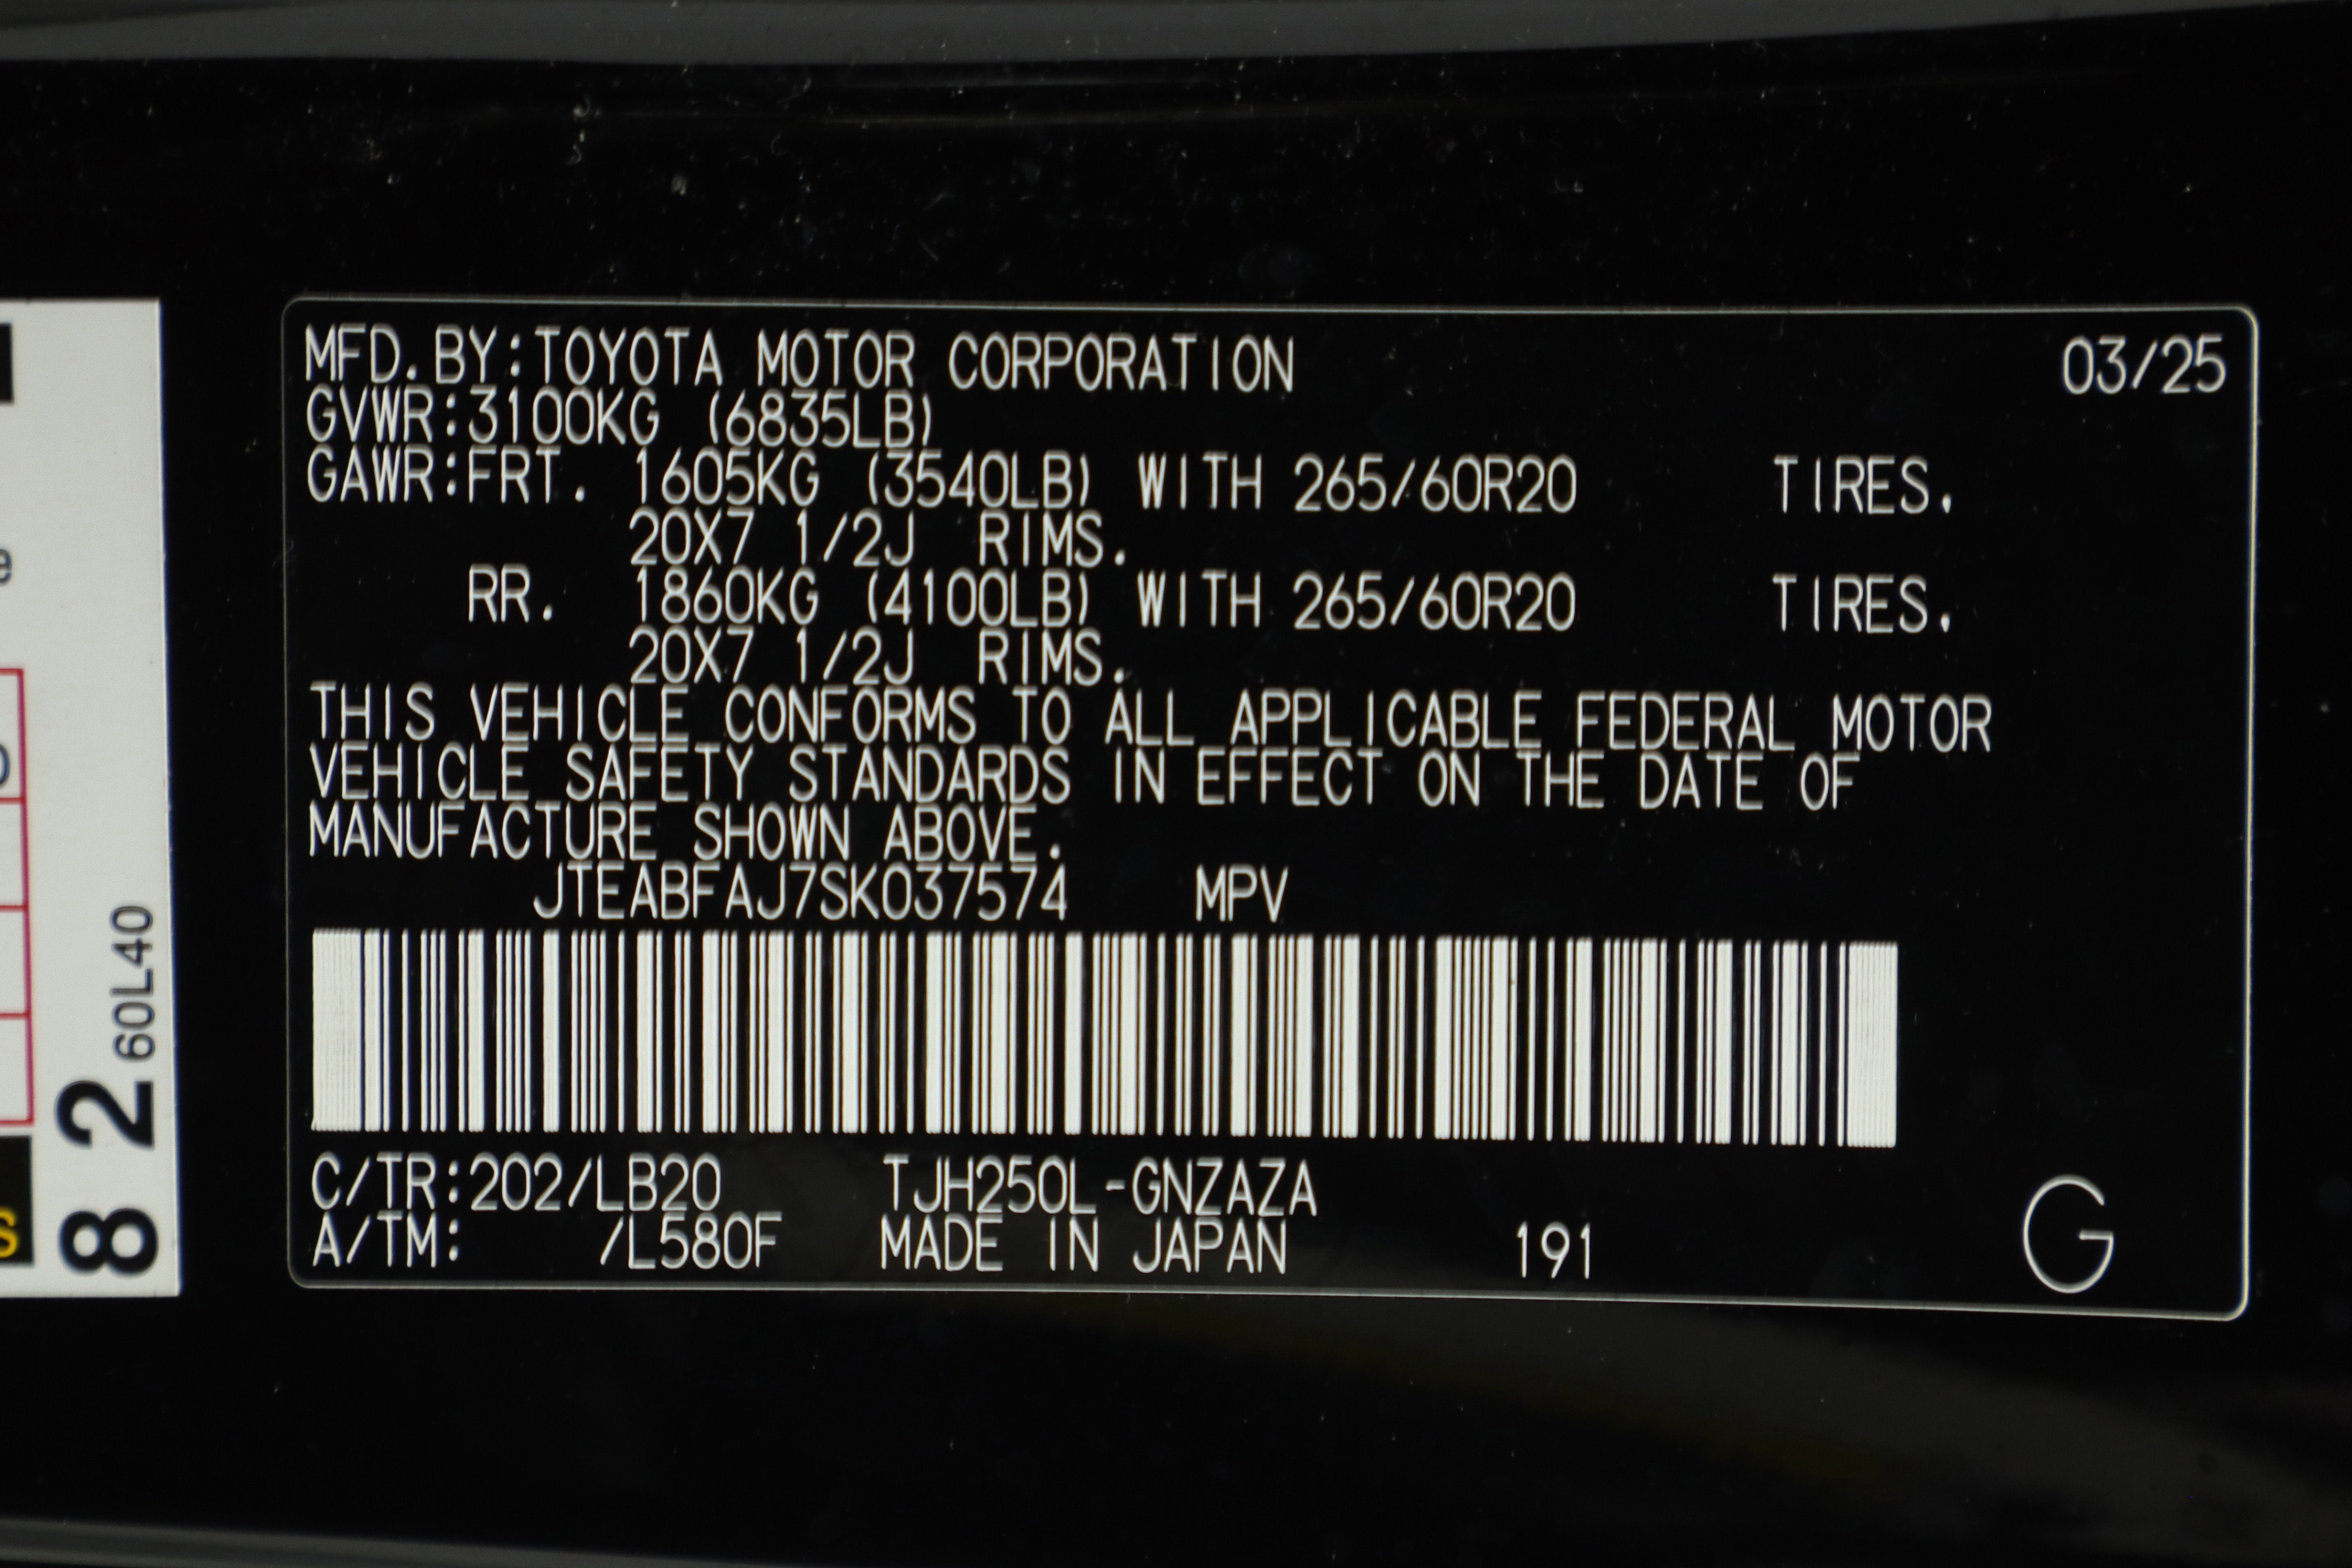 MFD.BY:TOYOTA MOTOR CORPORATION 03/25
GVWR:3100KG (6835LB)
GAWR:FRT. 1605KG (3540LB) WITH 265/60R20 TIRES.
20X7 1/2J RIMS.
RR. 1860KG (4100LB) WITH 265/60R20 TIRES.
20X7 1/2J RIMS.
THIS VEHICLE CONFORMS TO ALL APPLICABLE FEDERAL MOTOR
VEHICLE SAFETY STANDARDS IN EFFECT ON THE DATE OF
MANUFACTURE SHOWN ABOVE.
JTEABFAJ7SK037574 MPV
C/TR:202/LB20 TJH250L-GNZAZA
A/TM: /L580F MADE IN JAPAN 191 G
82 60L40